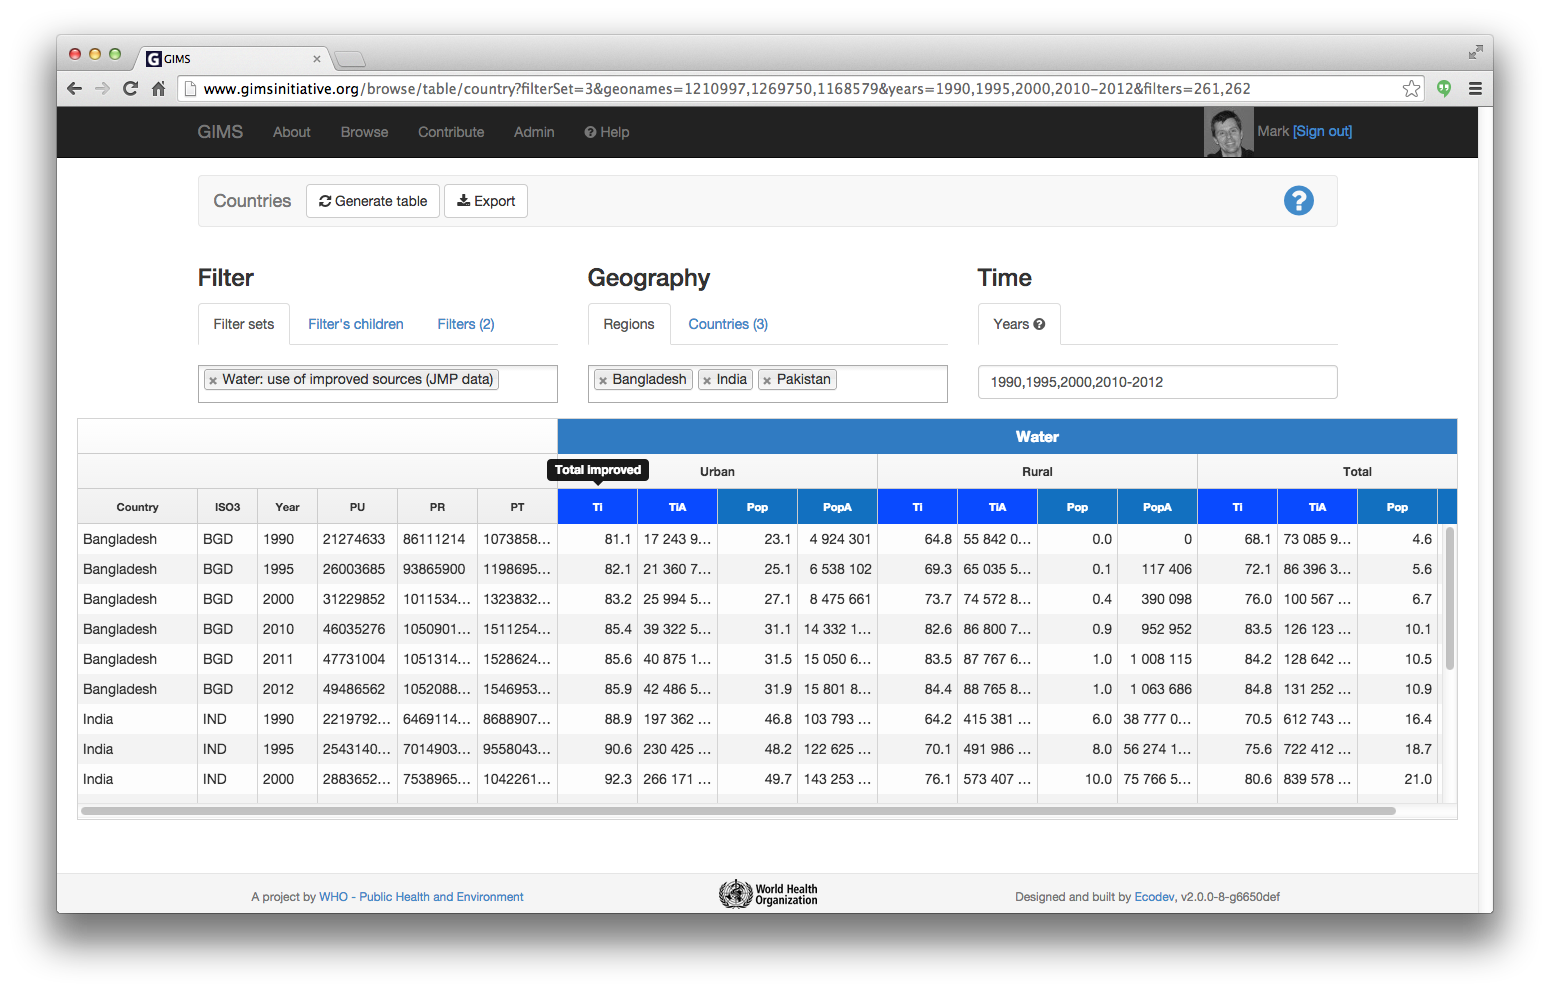 GIMS
www.gimsinitiative.org/browse/table/country?filterSet=3&geonames=1210997,1269750,1168579&years=1990,1995,2000,2010-2012&filters=261,262
GIMS About Browse Contribute Admin Help Mark [Sign out]
Countries Generate table Export ?
Filter Geography Time
Filter sets Filter's children Filters (2) Regions Countries (3) Years
Water: use of improved sources (JMP data) Bangladesh India Pakistan 1990,1995,2000,2010-2012
Water
Total Improved Urban Rural Total
Country ISO3 Year PU PR PT TI TIA Pop PopA TI TIA Pop PopA TI TIA Pop
Bangladesh BGD 1990 21274633 86111214 1073858... 81.1 17 243 9... 23.1 4 924 301 64.8 55 842 0... 0.0 0 68.1 73 085 9... 4.6
Bangladesh BGD 1995 26003685 93865900 1198695... 82.1 21 360 7... 25.1 6 538 102 69.3 65 035 5... 0.1 117 406 72.1 86 396 3... 5.6
Bangladesh BGD 2000 31229852 1011534... 1323832... 83.2 25 994 5... 27.1 8 475 661 73.7 74 572 8... 0.4 390 098 76.0 100 567 ... 6.7
Bangladesh BGD 2010 46035276 1050901... 1511254... 85.4 39 322 5... 31.1 14 332 1... 82.6 86 800 7... 0.9 952 952 83.5 126 123 ... 10.1
Bangladesh BGD 2011 47731004 1051314... 1528624... 85.6 40 875 1... 31.5 15 050 6... 83.5 87 767 6... 1.0 1 008 115 84.2 128 642 ... 10.5
Bangladesh BGD 2012 49486562 1052088... 1546953... 85.9 42 486 5... 31.9 15 801 8... 84.4 88 765 8... 1.0 1 063 686 84.8 131 252 ... 10.9
India IND 1990 2219792... 6469114... 8688907... 88.9 197 362 ... 46.8 103 793 ... 64.2 415 381 ... 6.0 38 777 0... 70.5 612 743 ... 16.4
India IND 1995 2543140... 7014903... 9558043... 90.6 230 425 ... 48.2 122 625 ... 70.1 491 986 ... 8.0 56 274 1... 75.6 722 412 ... 18.7
India IND 2000 2883652... 7538965... 1042261... 92.3 266 171 ... 49.7 143 253 ... 76.1 573 407 ... 10.0 75 766 5... 80.6 839 578 ... 21.0
A project by WHO - Public Health and Environment World Health Organization Designed and built by Ecodev, v2.0.0-8-g6650def